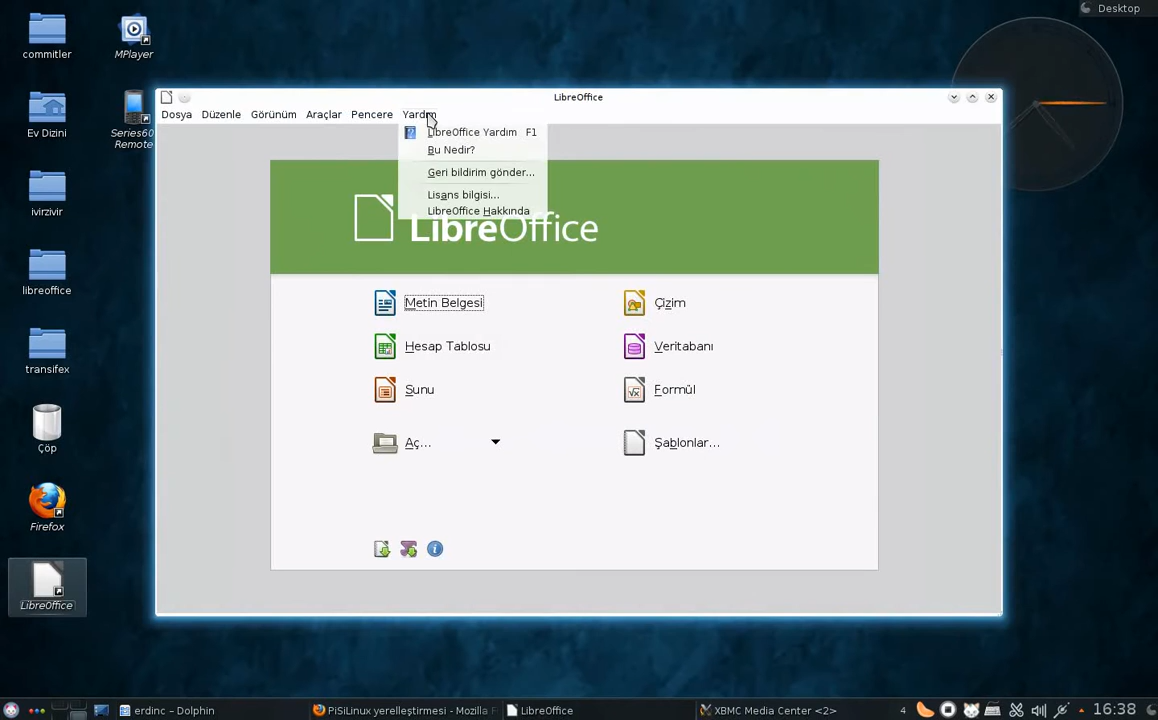 Desktop
commitler
MPlayer
Ev Dizini
Series60
Remote
ivirzivir
libreoffice
transifex
Çöp
Firefox
LibreOffice
LibreOffice
Dosya Düzenle Görünüm Araçlar Pencere Yardım
LibreOffice Yardım F1
Bu Nedir?
Geri bildirim gönder...
Lisans bilgisi...
LibreOffice Hakkında
LibreOffice
Metin Belgesi
Çizim
Hesap Tablosu
Veritabanı
Sunu
Formül
Aç...
Şablonlar...
erdinc – Dolphin
PiSiLinux yerelleştirmesi - Mozilla F
LibreOffice
XBMC Media Center <2>
4
16:38